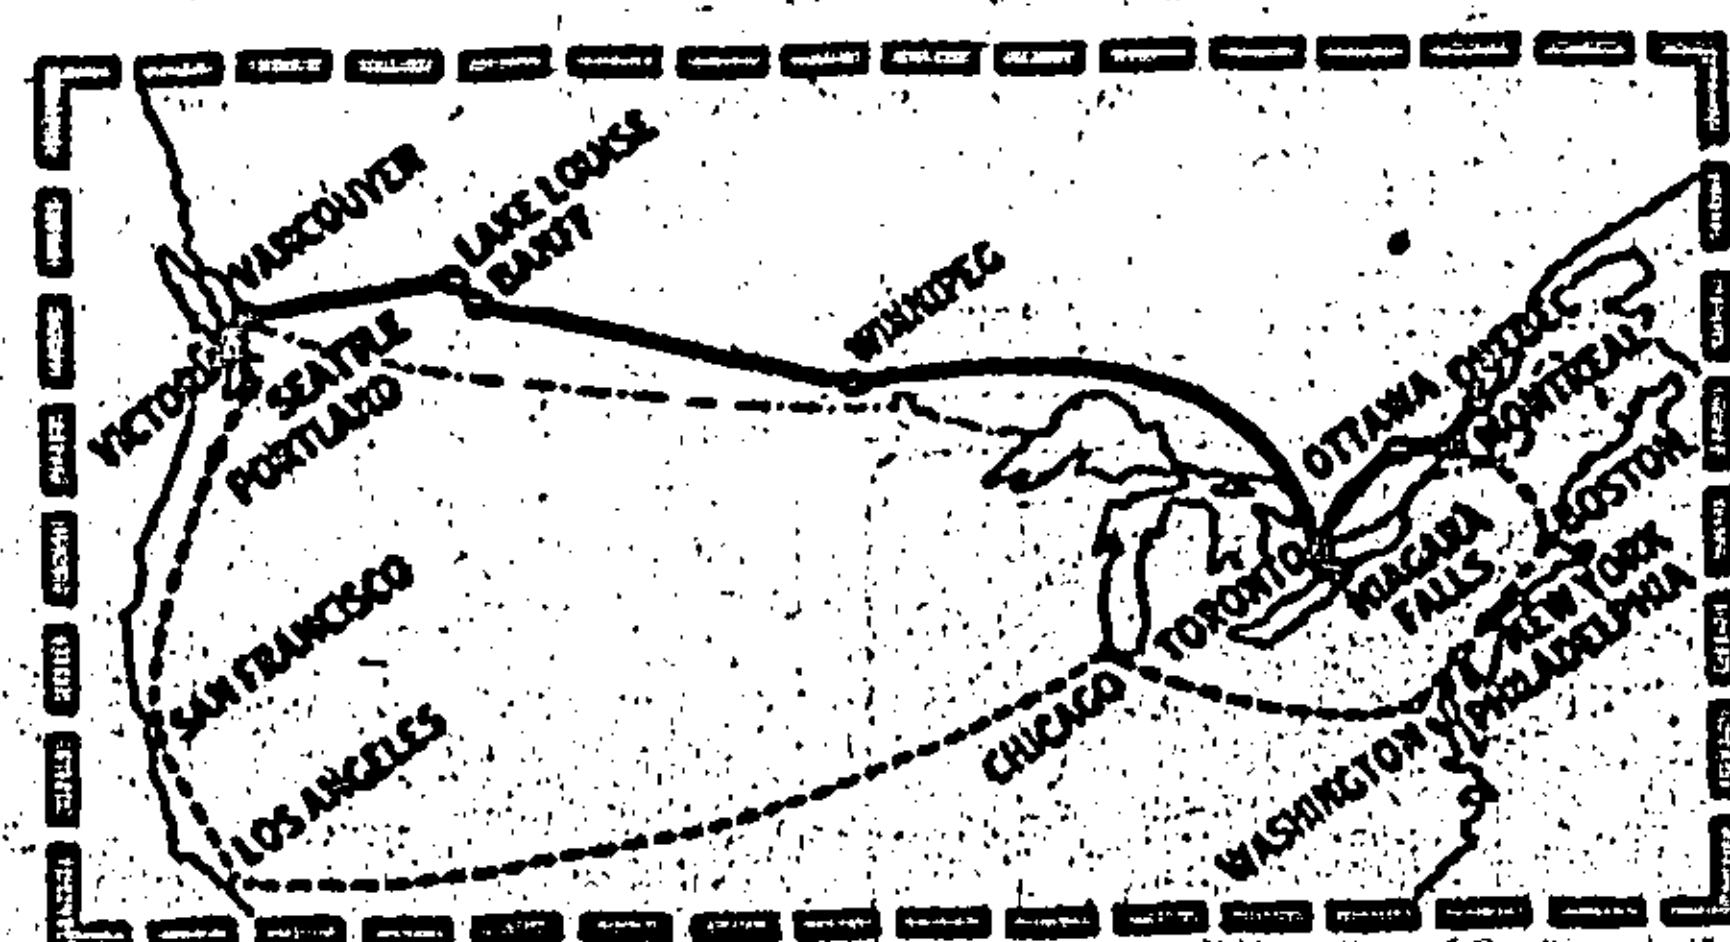 VANCOUVER
LAKE LOUISE
BANFF
WINNIPEG
VICTORIA
SEATTLE
PORTLAND
OTTAWA
QUEBEC
MONTREAL
BOSTON
NIAGARA
FALLS
TORONTO
NEW YORK
PHILADELPHIA
SAN FRANCISCO
CHICAGO
LOS ANGELES
WASHINGTON